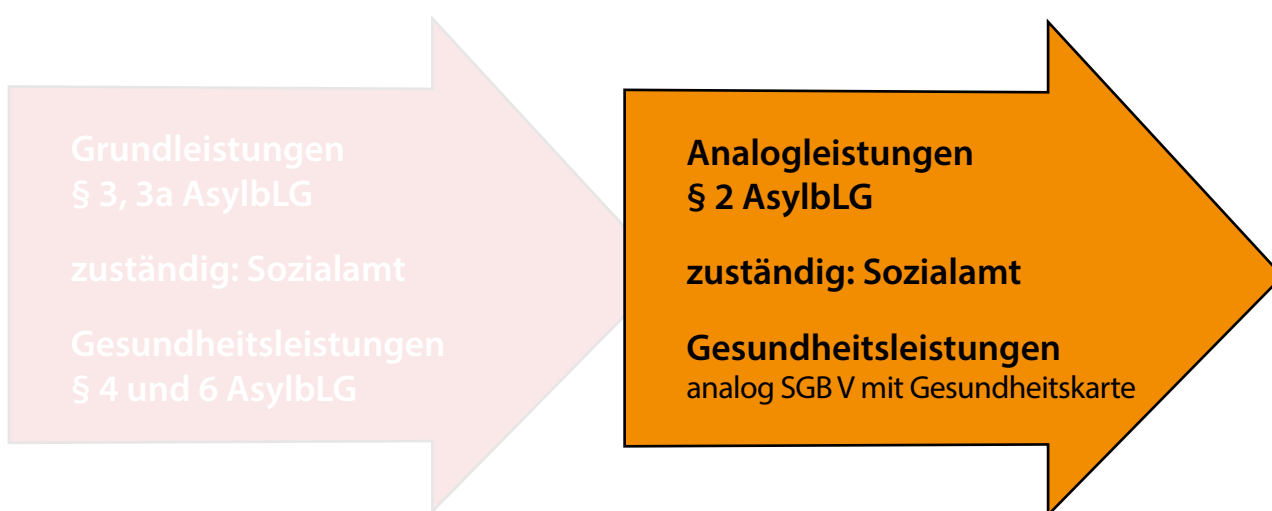 Grundleistungen
§ 3, 3a AsylbLG
zuständig: Sozialamt
Gesundheitsleistungen
§ 4 und 6 AsylbLG
Analogleistungen
§ 2 AsylbLG
zuständig: Sozialamt
Gesundheitsleistungen
analog SGB V mit Gesundheitskarte